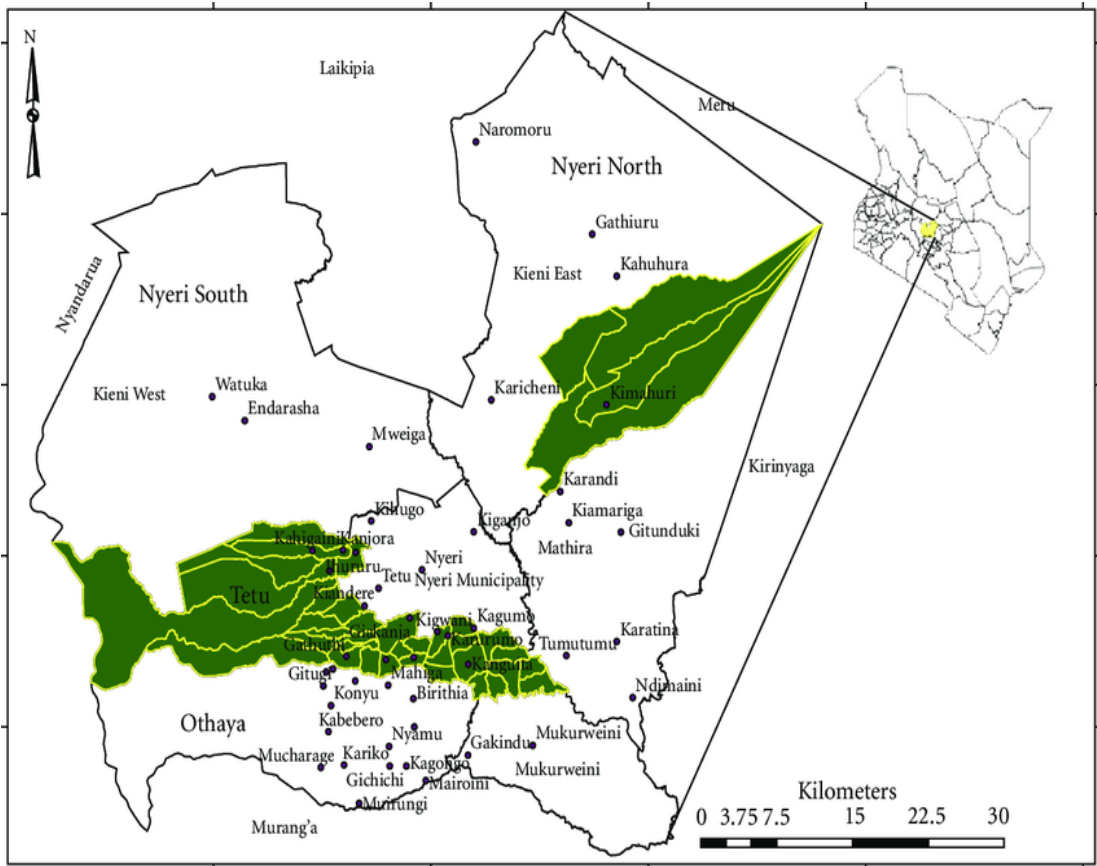 N
Laikipia
Meru
Naromoru
Nyeri North
Gathiuru
Kahuhura
Kieni East
Nyandarua
Nyeri South
Kieni West
Watuka
Endarasha
Karicheni
Kimahuri
Mweiga
Kirinyaga
Karandi
Kiamariga
Gitunduki
Kihugo
Kiganjo
Mathira
Kahigaini
Kanjora
Nyeri
Ihururu
Tetu
Nyeri Municipality
Tetu
Kiandere
Kigwani
Kagumo
Giakanja
Karurumo
Karatina
Tumutumu
Gathuthi
Kanguita
Gitugi
Mahiga
Ndimaini
Konyu
Birithia
Othaya
Kabebero
Nyamu
Mukurweini
Gakindu
Mucharage
Kariko
Kagongo
Mukurweini
Gichichi
Mairoini
Muirungi
Murang'a
Kilometers
0 3.75 7.5 15 22.5 30